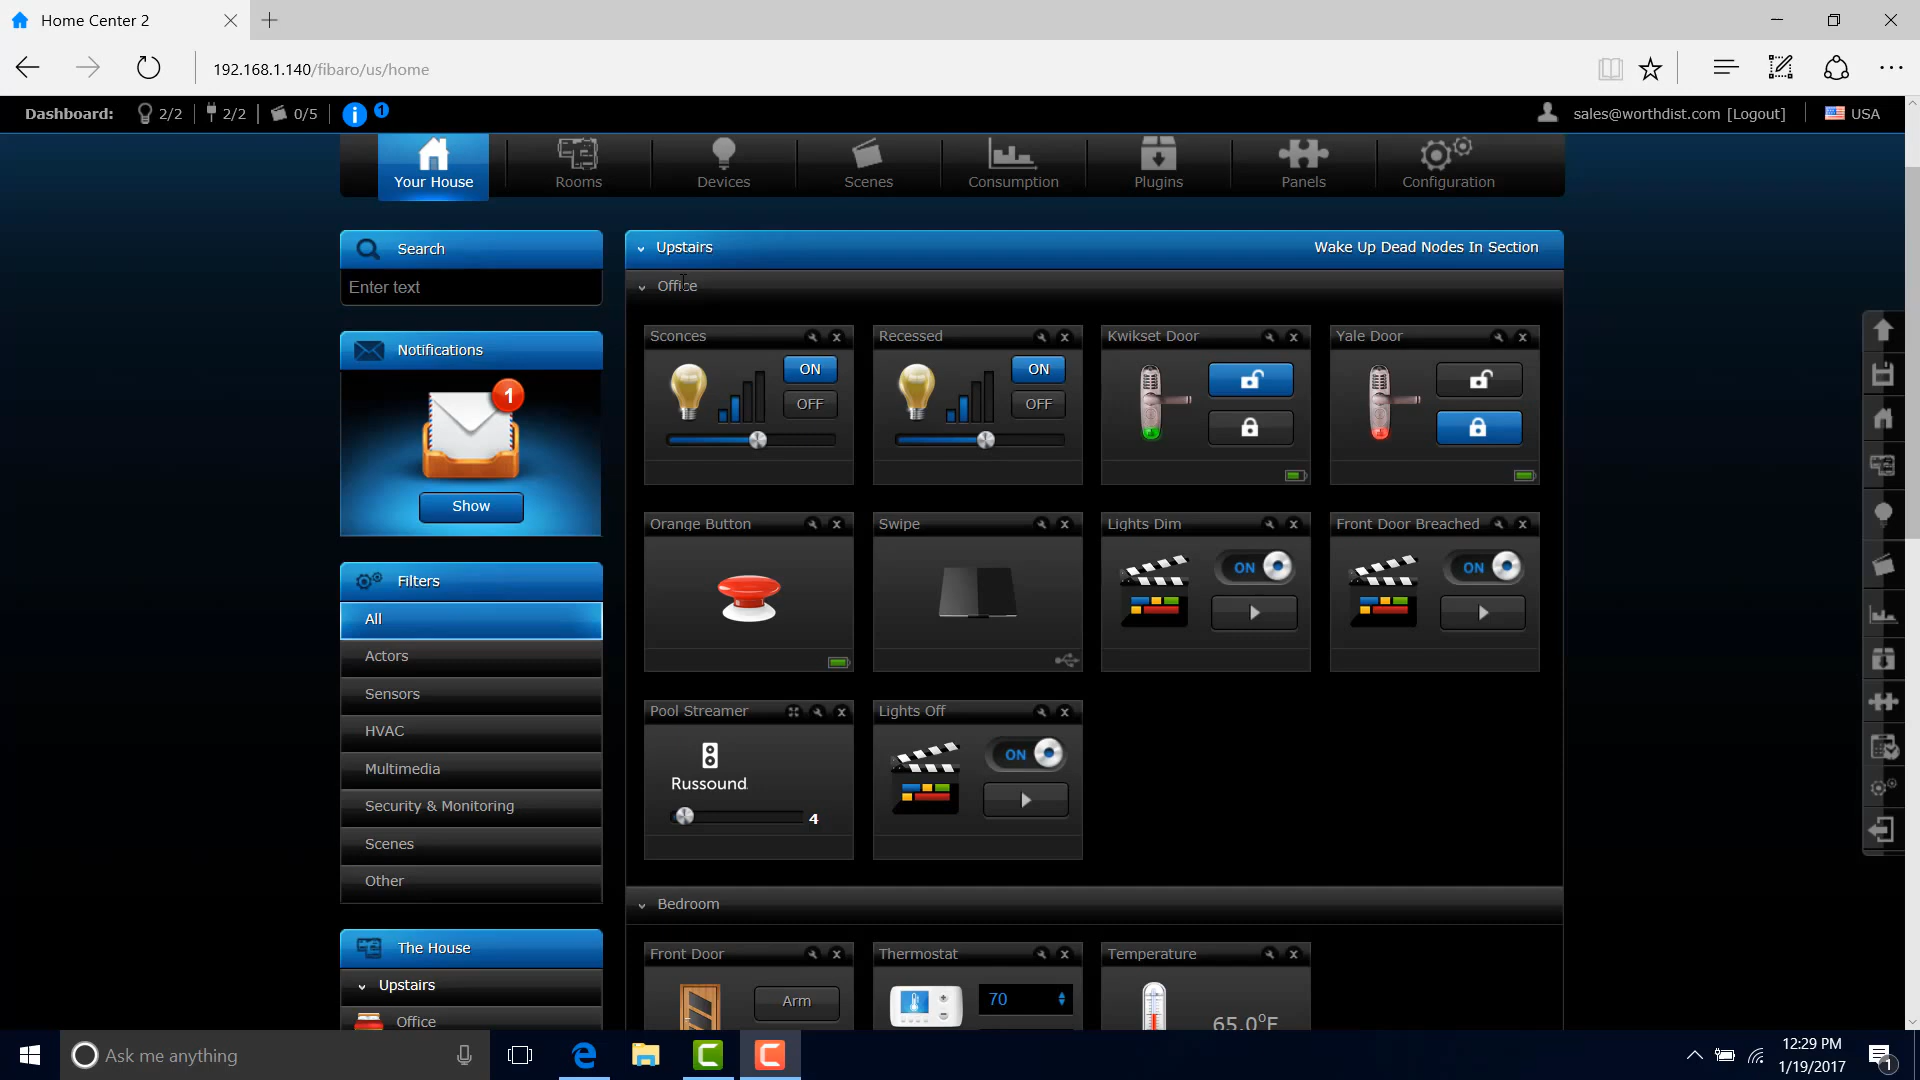 Home Center 2
192.168.1.140/fibaro/us/home
Dashboard: 2/2 2/2 0/5 i 1 sales@worthdist.com [Logout] USA
Your House Rooms Devices Scenes Consumption Plugins Panels Configuration
Search
Enter text
Notifications
1
Show
Filters
All
Actors
Sensors
HVAC
Multimedia
Security & Monitoring
Scenes
Other
The House
Upstairs
Office
Upstairs Wake Up Dead Nodes In Section
Office
Sconces
ON
OFF
Recessed
ON
OFF
Kwikset Door
Yale Door
Orange Button
Swipe
Lights Dim
ON
Front Door Breached
ON
Pool Streamer
Russound
4
Lights Off
ON
Bedroom
Front Door
Arm
Thermostat
70
Temperature
65.0°F
Ask me anything
12:29 PM
1/19/2017
1